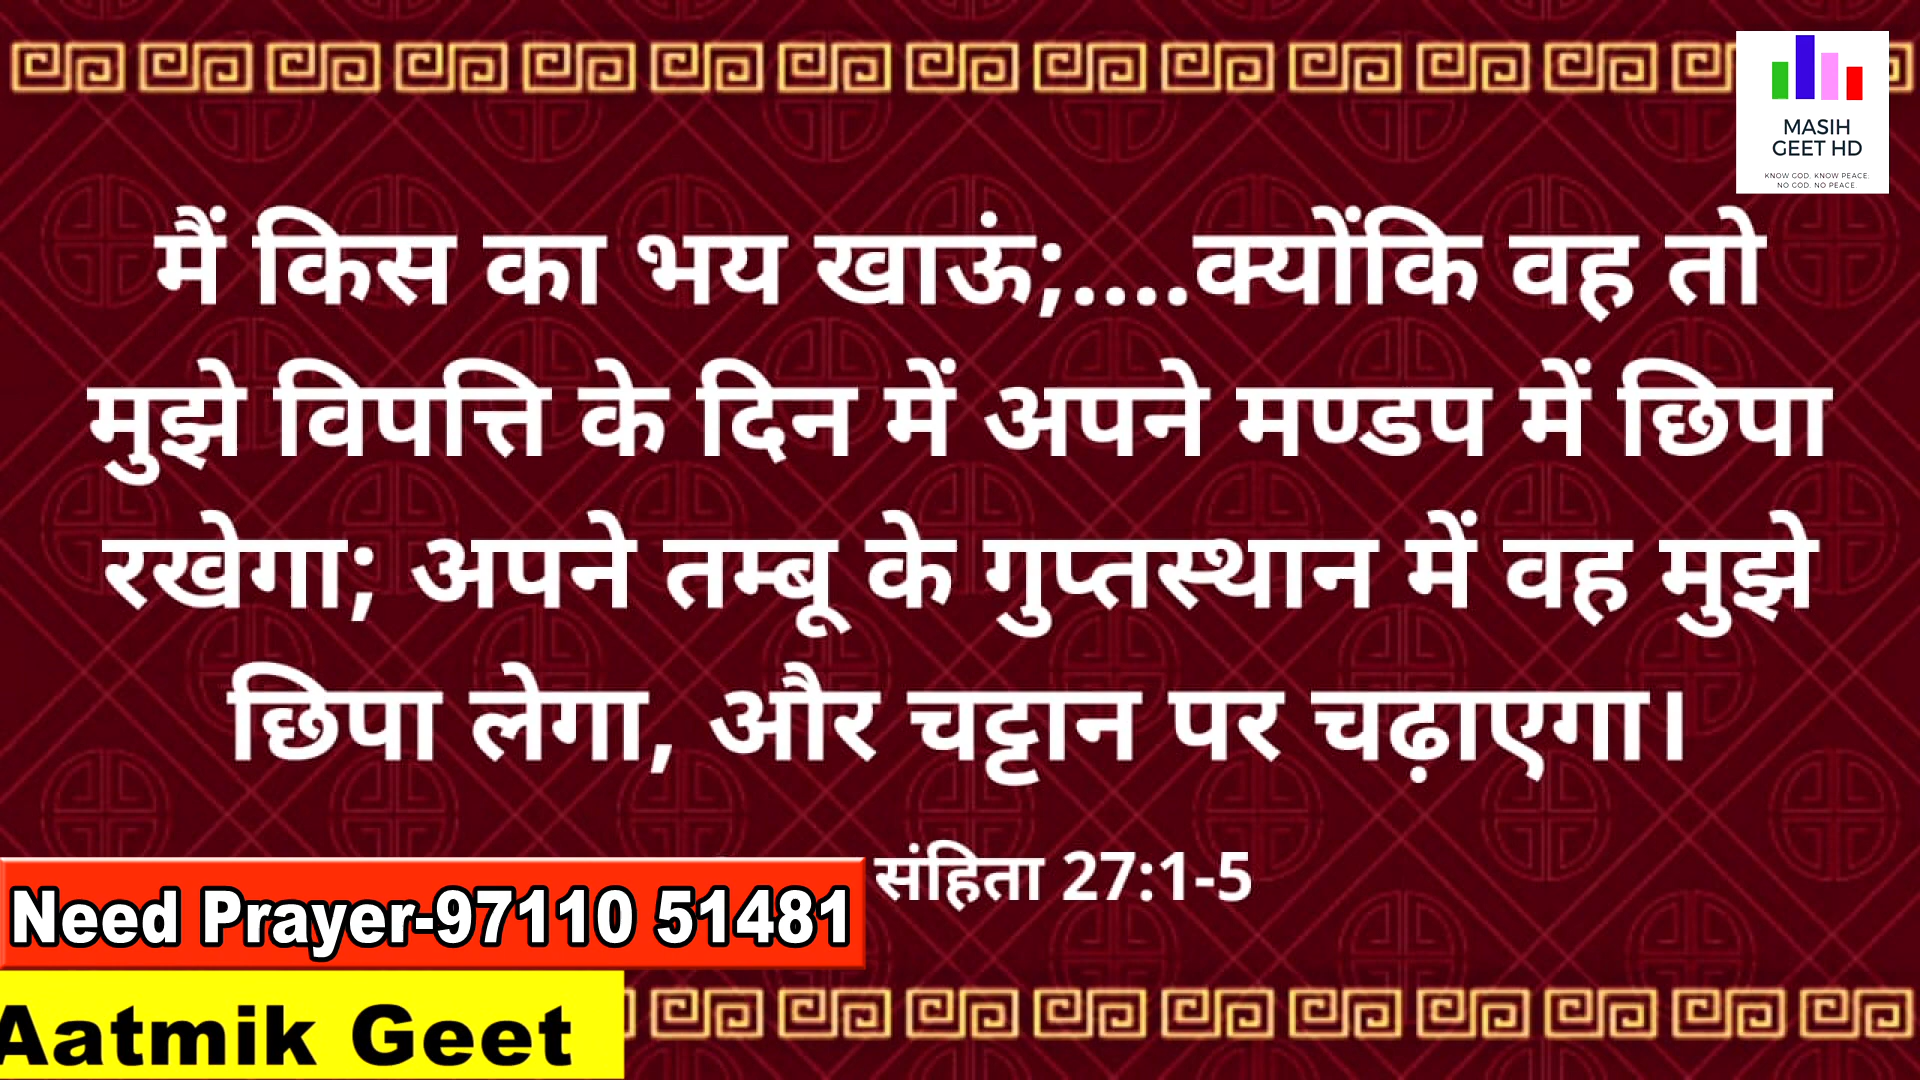 MASIH
GEET HD
KNOW GOD. KNOW PEACE;
NO GOD. NO PEACE.
मैं किस का भय खाऊं;....क्योंकि वह तो
मुझे विपत्ति के दिन में अपने मण्डप में छिपा
रखेगा; अपने तम्बू के गुप्तस्थान में वह मुझे
छिपा लेगा, और चट्टान पर चढ़ाएगा।
संहिता 27:1-5
Need Prayer-97110 51481
Aatmik Geet